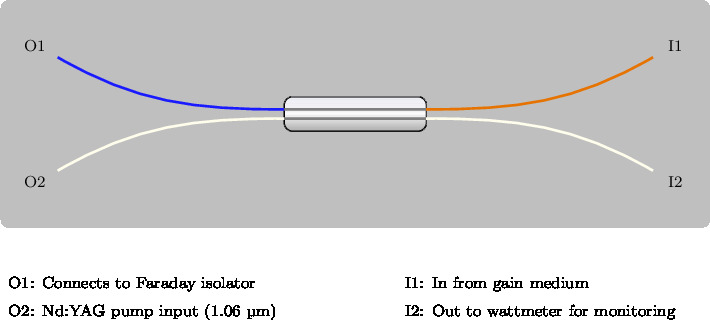 O1
I1
O2
I2
O1: Connects to Faraday isolator
I1: In from gain medium
O2: Nd:YAG pump input (1.06 µm)
I2: Out to wattmeter for monitoring